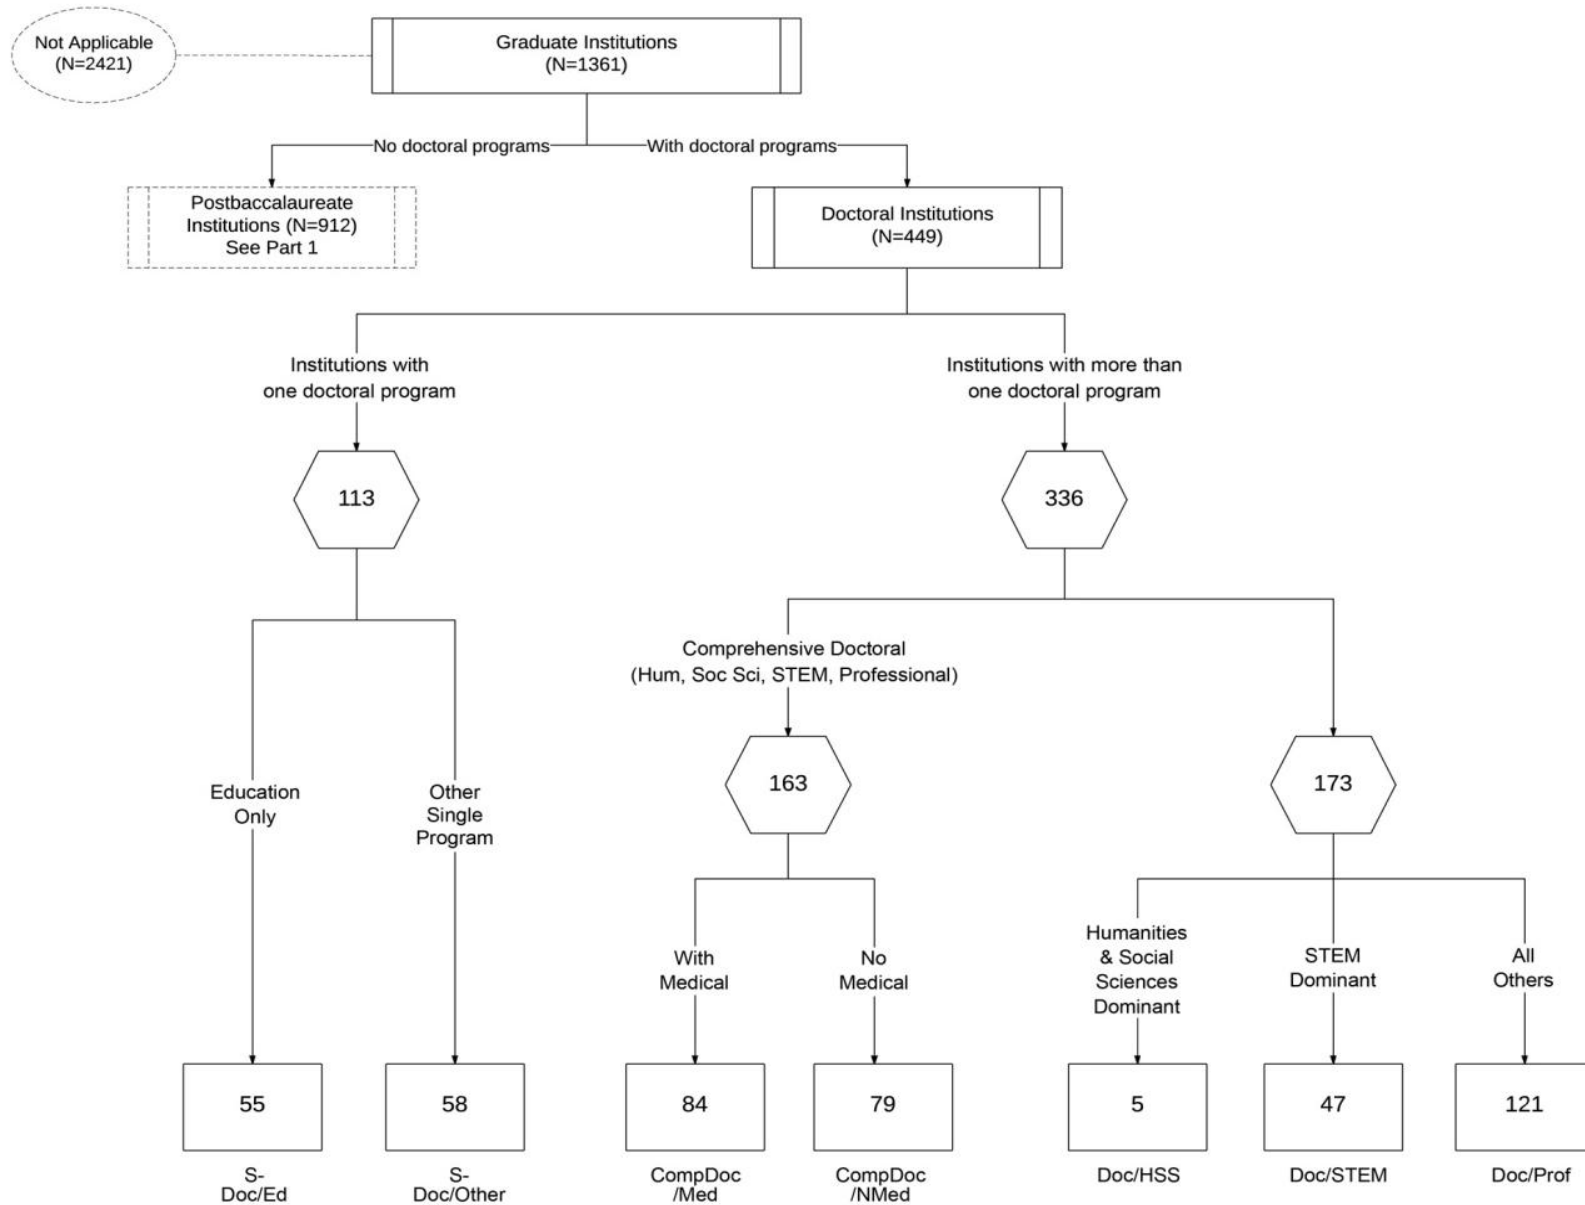 Not Applicable
(N=2421)
Graduate Institutions
(N=1361)
No doctoral programs
With doctoral programs
Postbaccalaureate
Institutions (N=912)
See Part 1
Doctoral Institutions
(N=449)
Institutions with
one doctoral program
Institutions with more than
one doctoral program
113
336
Comprehensive Doctoral
(Hum, Soc Sci, STEM, Professional)
163
173
Education
Only
Other
Single
Program
With
Medical
No
Medical
Humanities
& Social
Sciences
Dominant
STEM
Dominant
All
Others
55
58
84
79
5
47
121
S-
Doc/Ed
S-
Doc/Other
CompDoc
/Med
CompDoc
/NMed
Doc/HSS
Doc/STEM
Doc/Prof